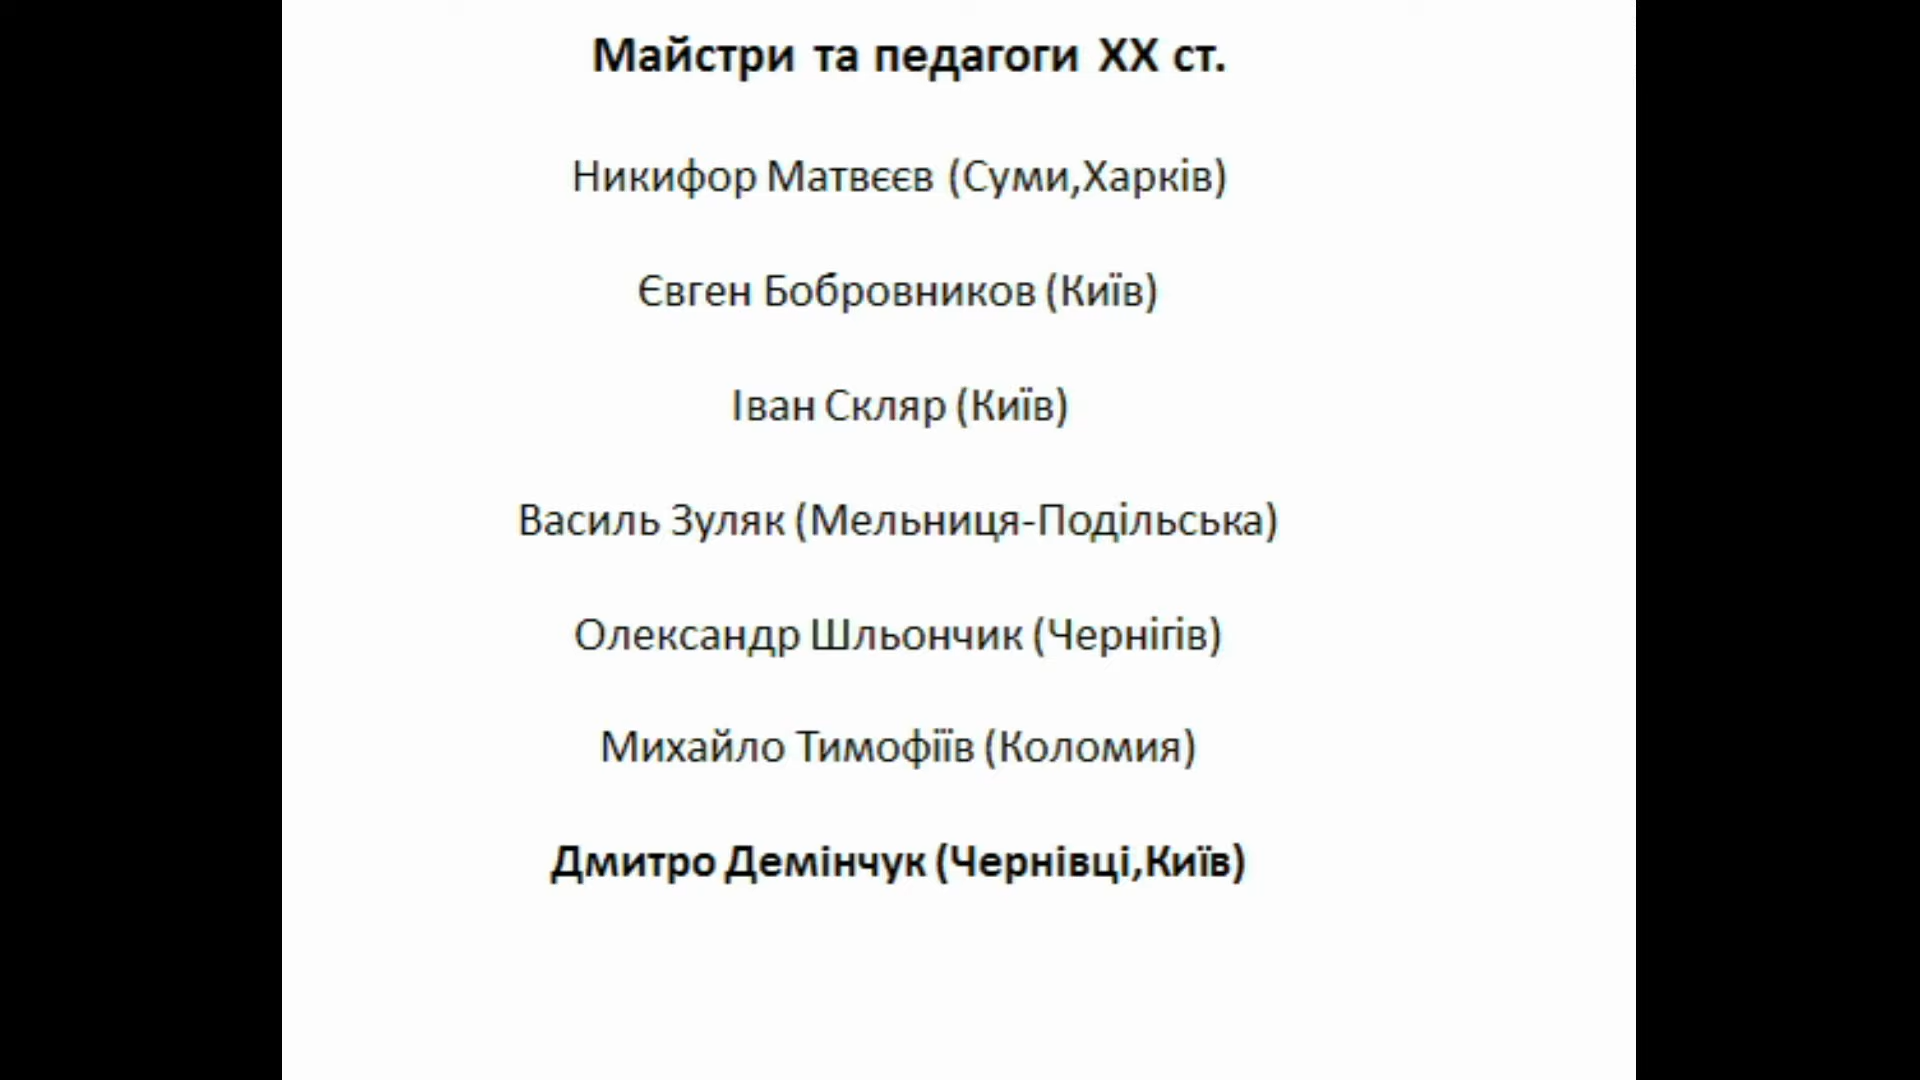 Майстри та педагоги ХХ ст.
Никифор Матвєєв (Суми,Харків)
Євген Бобровников (Київ)
Іван Скляр (Київ)
Василь Зуляк (Мельниця-Подільська)
Олександр Шльончик (Чернігів)
Михайло Тимофіїв (Коломия)
Дмитро Демінчук (Чернівці,Київ)